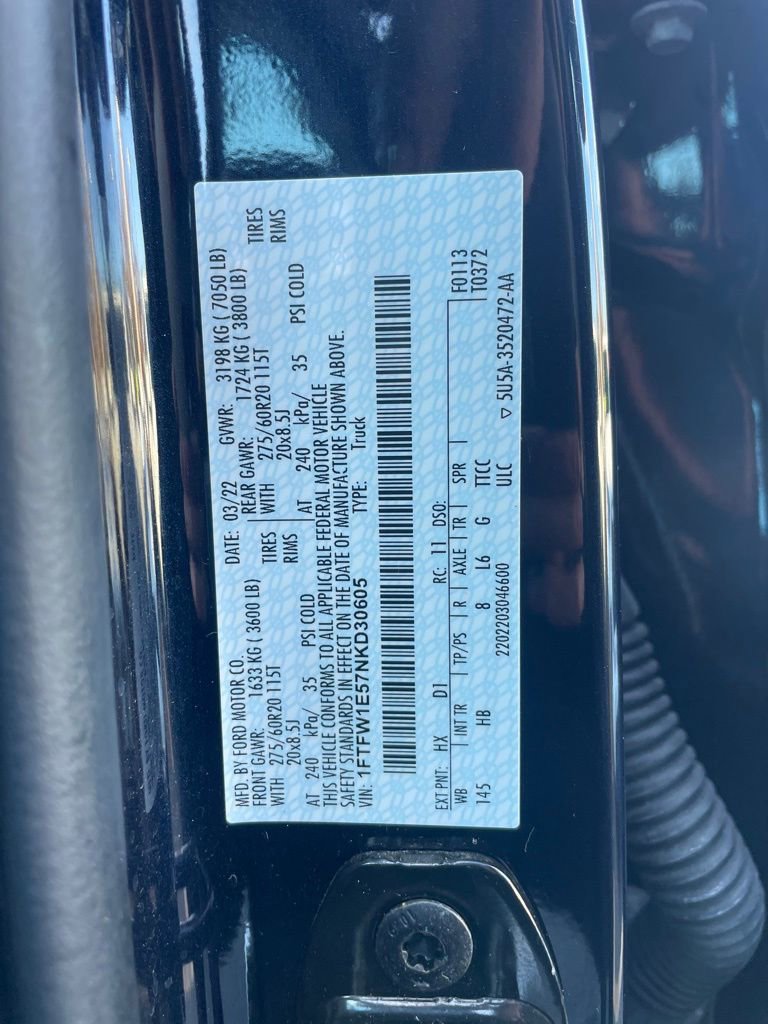 MFD. BY FORD MOTOR CO.
DATE: 03/22 GVWR: 3198 KG ( 7050 LB)
FRONT GAWR: 1633 KG ( 3600 LB) REAR GAWR: 1724 KG ( 3800 LB)
WITH 275/60R20 115T TIRES WITH 275/60R20 115T TIRES
20x8.5J RIMS 20x8.5J RIMS
AT 240 kPa/ 35 PSI COLD AT 240 kPa/ 35 PSI COLD
THIS VEHICLE CONFORMS TO ALL APPLICABLE FEDERAL MOTOR VEHICLE
SAFETY STANDARDS IN EFFECT ON THE DATE OF MANUFACTURE SHOWN ABOVE.
VIN: 1FTFW1E57NKD30605 TYPE: Truck
EXT PNT: HX D1 RC: 11 DSO: F0113
WB INT TR TP/PS R AXLE TR SPR T0372
145 HB 8 L6 G TTCC
2202203046600 ULC ▽ 5U5A-3520472-AA